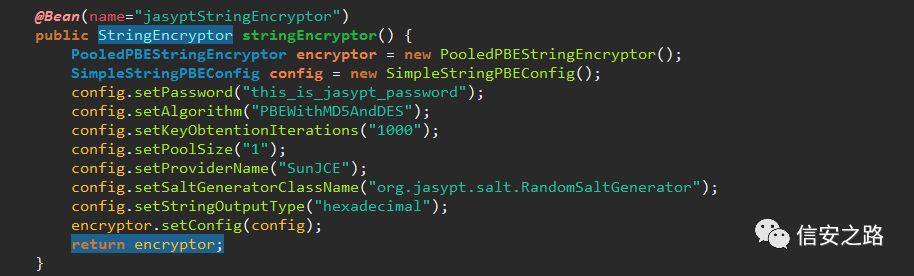 @Bean(name="jasyptStringEncryptor")
public StringEncryptor stringEncryptor() {
PooledPBEStringEncryptor encryptor = new PooledPBEStringEncryptor();
SimpleStringPBEConfig config = new SimpleStringPBEConfig();
config.setPassword("this_is_jasypt_password");
config.setAlgorithm("PBEWithMD5AndDES");
config.setKeyObtentionIterations("1000");
config.setPoolSize("1");
config.setProviderName("SunJCE");
config.setSaltGeneratorClassName("org.jasypt.salt.RandomSaltGenerator");
config.setStringOutputType("hexadecimal");
encryptor.setConfig(config);
return encryptor;
}
信安之路